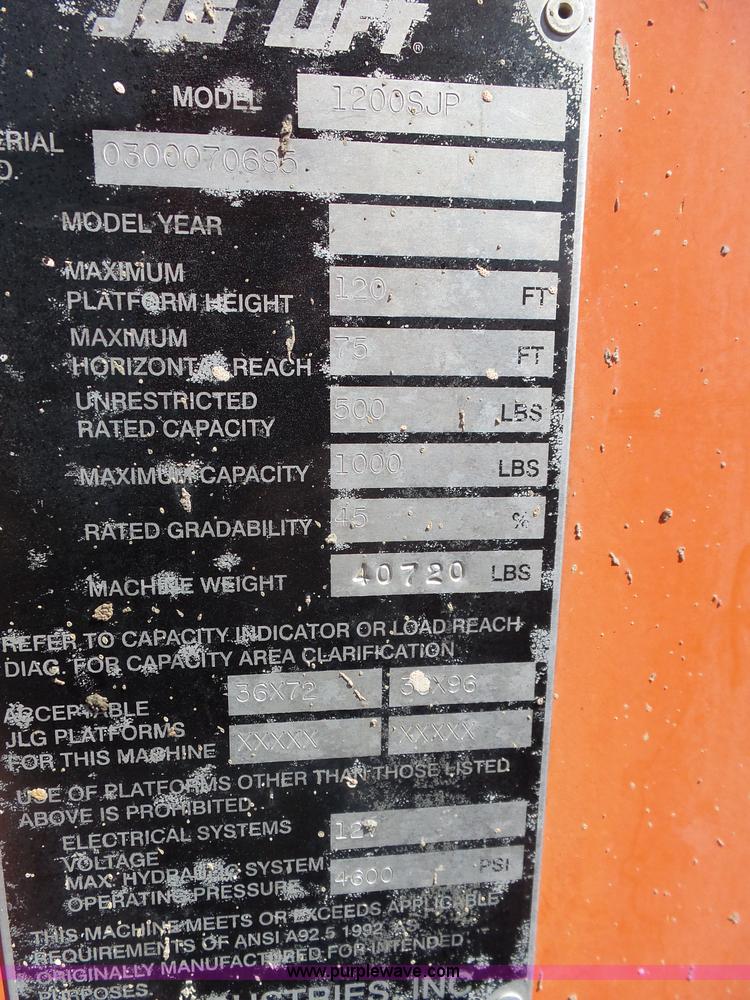 JLG LIFT ®
MODEL 1200SJP
ERIAL
O. 0300070685
MODEL YEAR
MAXIMUM
PLATFORM HEIGHT 120 FT
MAXIMUM
HORIZONTAL REACH 75 FT
UNRESTRICTED
RATED CAPACITY 500 LBS
MAXIMUM CAPACITY 1000 LBS
RATED GRADABILITY 45 %
MACHINE WEIGHT 40720 LBS
REFER TO CAPACITY INDICATOR OR LOAD REACH
DIAG. FOR CAPACITY AREA CLARIFICATION
36X72 36X96
ACCEPTABLE
JLG PLATFORMS XXXXX XXXXX
FOR THIS MACHINE
USE OF PLATFORMS OTHER THAN THOSE LISTED
ABOVE IS PROHIBITED
ELECTRICAL SYSTEMS
VOLTAGE 12
MAX. HYDRAULIC SYSTEM
OPERATING PRESSURE 4600 PSI
THIS MACHINE MEETS OR EXCEEDS APPLICABLE
REQUIREMENTS OF ANSI A92.5 1992 AS
ORIGINALLY MANUFACTURED FOR INTENDED
PURPOSES.
www.purplewave.com
INDUSTRIES, INC.